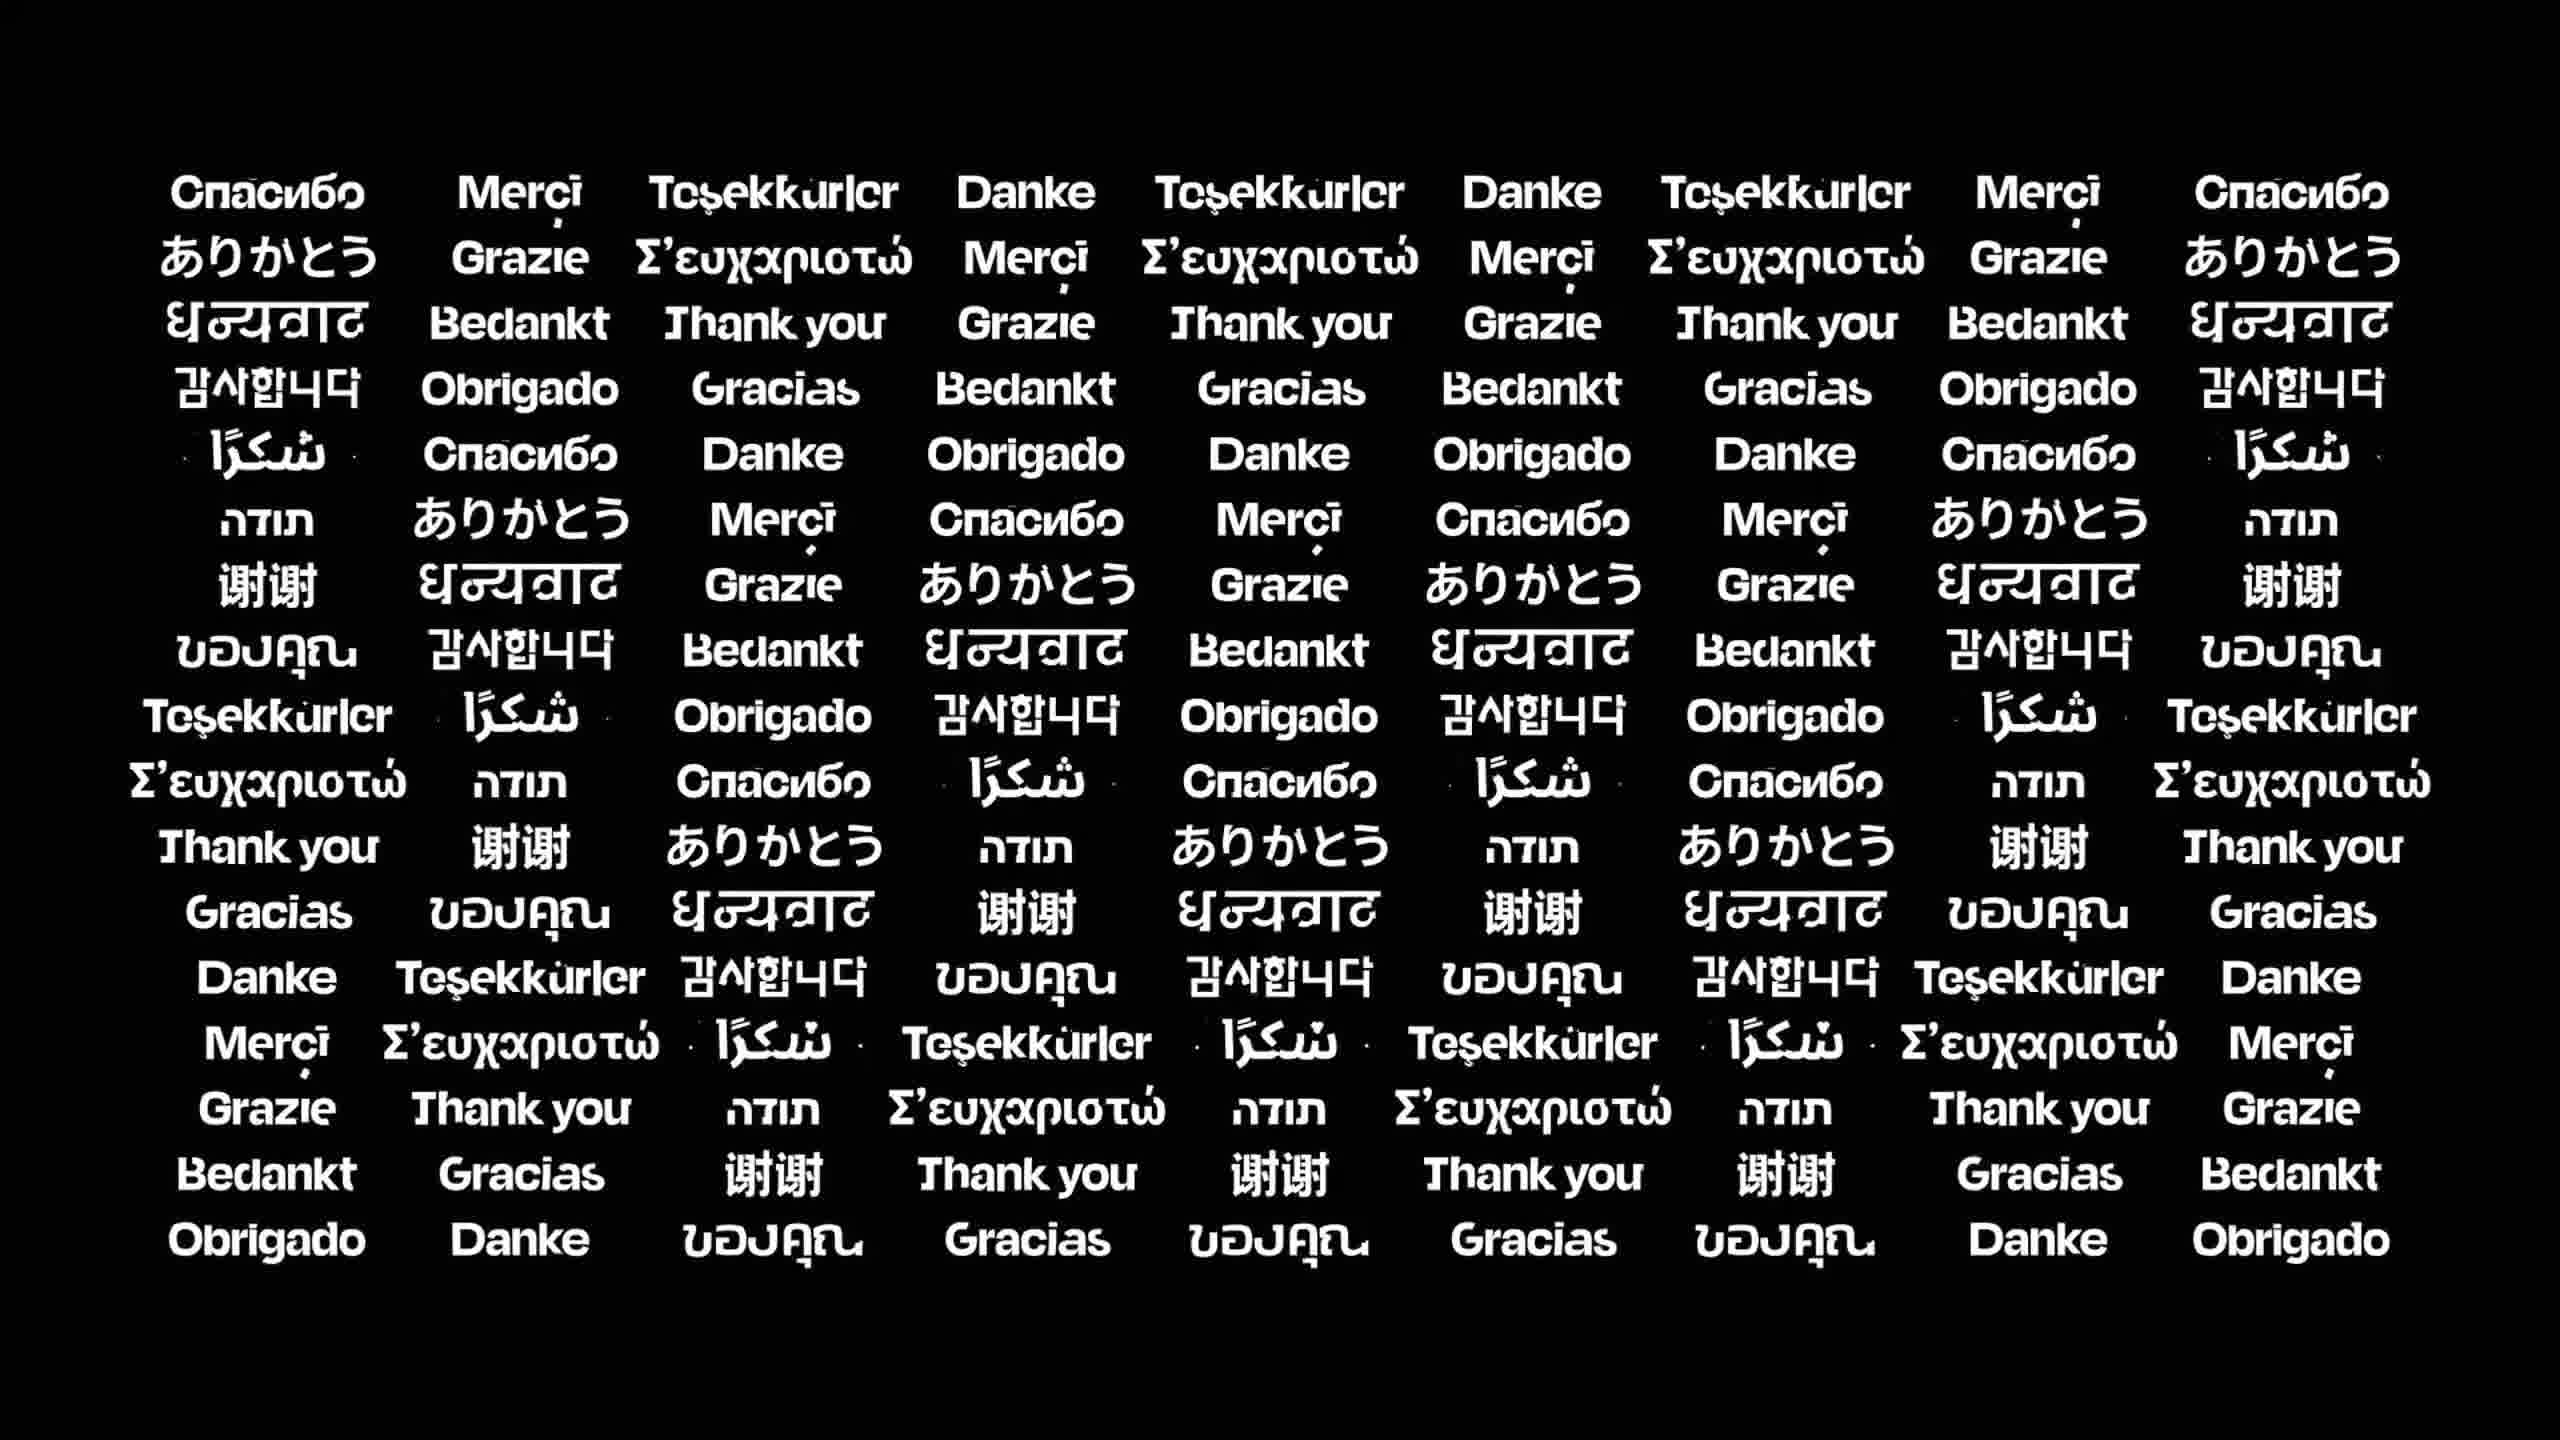 Спасибо Merçi Teşekkürler Danke Teşekkürler Danke Teşekkürler Merçi Спасибо
ありがとう Grazie Σ’ευχαριστώ Merçi Σ’ευχαριστώ Merçi Σ’ευχαριστώ Grazie ありがとう
धन्यवाद Bedankt Thank you Grazie Thank you Grazie Thank you Bedankt धन्यवाद
감사합니다 Obrigado Gracias Bedankt Gracias Bedankt Gracias Obrigado 감사합니다
شكرًا Спасибо Danke Obrigado Danke Obrigado Danke Спасибо شكرًا
תודה ありがとう Merçi Спасибо Merçi Спасибо Merçi ありがとう תודה
谢谢 धन्यवाद Grazie ありがとう Grazie ありがとう Grazie धन्यवाद 谢谢
ขอบคุณ 감사합니다 Bedankt धन्यवाद Bedankt धन्यवाद Bedankt 감사합니다 ขอบคุณ
Teşekkürler شكرًا Obrigado 감사합니다 Obrigado 감사합니다 Obrigado شكرًا Teşekkürler
Σ’ευχαριστώ תודה Спасибо شكرًا Спасибо شكرًا Спасибо תודה Σ’ευχαριστώ
Thank you 谢谢 ありがとう תודה ありがとう תודה ありがとう 谢谢 Thank you
Gracias ขอบคุณ धन्यवाद 谢谢 धन्यवाद 谢谢 धन्यवाद ขอบคุณ Gracias
Danke Teşekkürler 감사합니다 ขอบคุณ 감사합니다 ขอบคุณ 감사합니다 Teşekkürler Danke
Merçi Σ’ευχαριστώ شكرًا Teşekkürler شكرًا Teşekkürler شكرًا Σ’ευχαριστώ Merçi
Grazie Thank you תודה Σ’ευχαριστώ תודה Σ’ευχαριστώ תודה Thank you Grazie
Bedankt Gracias 谢谢 Thank you 谢谢 Thank you 谢谢 Gracias Bedankt
Obrigado Danke ขอบคุณ Gracias ขอบคุณ Gracias ขอบคุณ Danke Obrigado